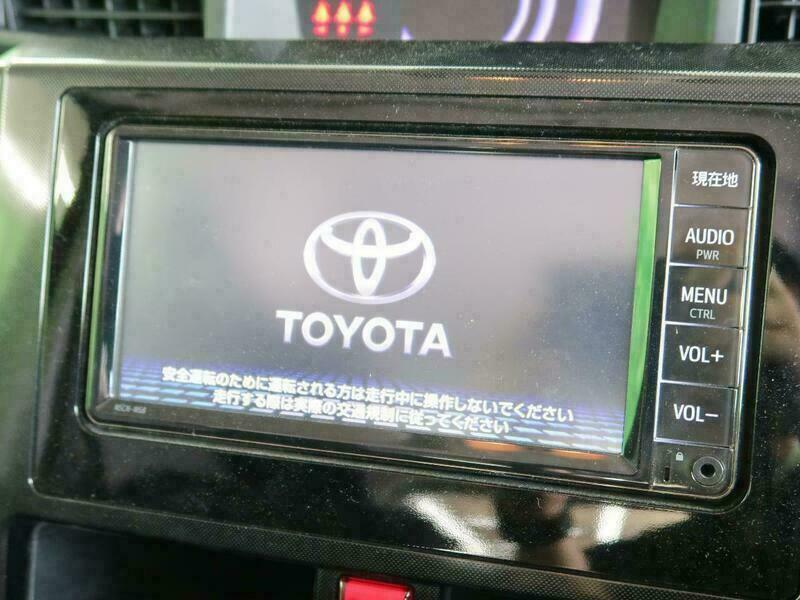 現在地
AUDIO
PWR
MENU
CTRL
VOL+
VOL-
TOYOTA
安全運転のために運転される方は走行中に操作しないでください
走行する際は実際の交通規制に従ってください